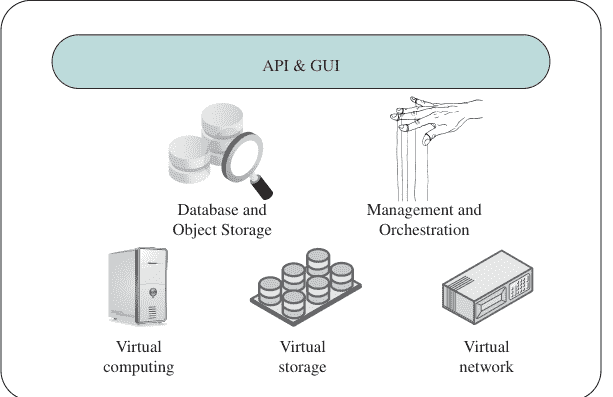 API & GUI
Database and
Object Storage
Management and
Orchestration
Virtual
computing
Virtual
storage
Virtual
network